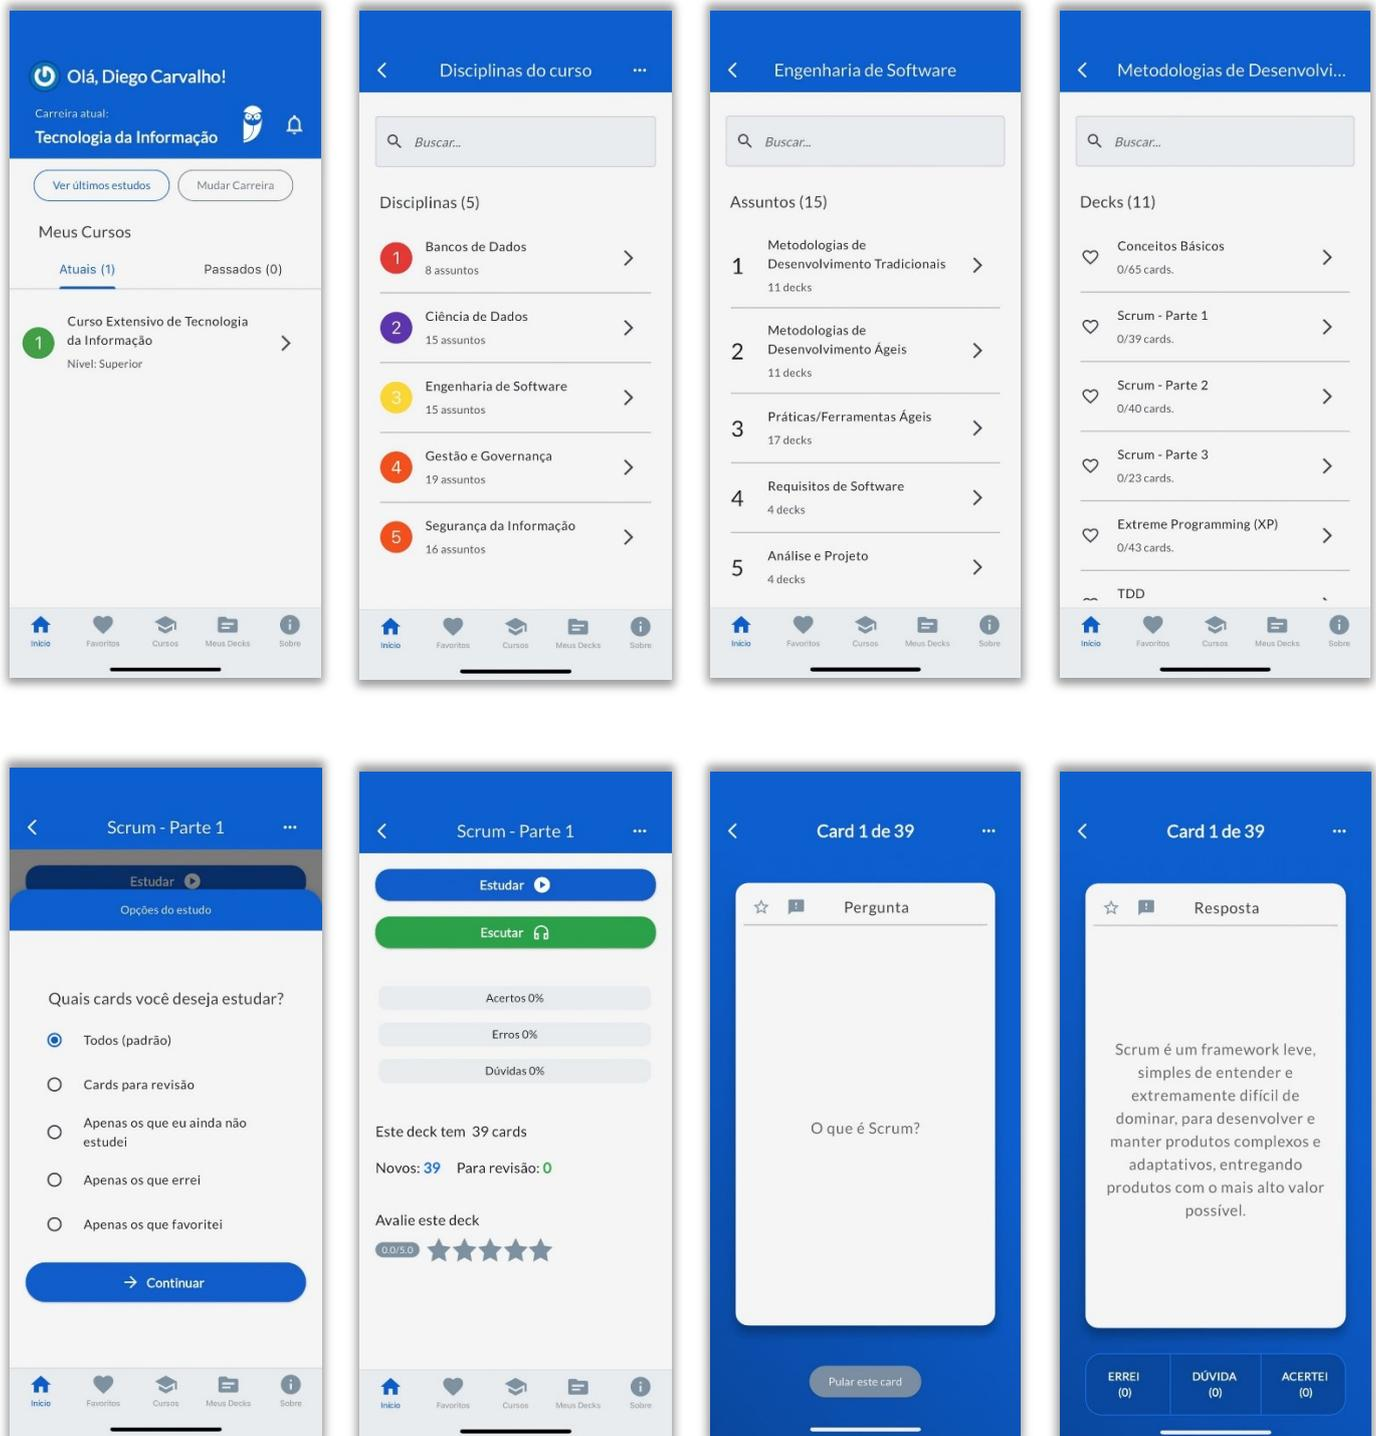 Olá, Diego Carvalho!
Carreira atual:
Tecnologia da Informação
Ver últimos estudos
Mudar Carreira
Meus Cursos
Atuais (1)
Passados (0)
1
Curso Extensivo de Tecnologia
da Informação
Nível: Superior
Início
Favoritos
Cursos
Meus Decks
Sobre
Disciplinas do curso
Buscar...
Disciplinas (5)
1
Bancos de Dados
8 assuntos
2
Ciência de Dados
15 assuntos
3
Engenharia de Software
15 assuntos
4
Gestão e Governança
19 assuntos
5
Segurança da Informação
16 assuntos
Início
Favoritos
Cursos
Meus Decks
Sobre
Engenharia de Software
Buscar...
Assuntos (15)
1
Metodologias de
Desenvolvimento Tradicionais
11 decks
2
Metodologias de
Desenvolvimento Ágeis
11 decks
3
Práticas/Ferramentas Ágeis
17 decks
4
Requisitos de Software
4 decks
5
Análise e Projeto
4 decks
Início
Favoritos
Cursos
Meus Decks
Sobre
Metodologias de Desenvolvi...
Buscar...
Decks (11)
Conceitos Básicos
0/65 cards.
Scrum - Parte 1
0/39 cards.
Scrum - Parte 2
0/40 cards.
Scrum - Parte 3
0/23 cards.
Extreme Programming (XP)
0/43 cards.
TDD
Início
Favoritos
Cursos
Meus Decks
Sobre
Scrum - Parte 1
Estudar
Opções do estudo
Quais cards você deseja estudar?
Todos (padrão)
Cards para revisão
Apenas os que eu ainda não
estudei
Apenas os que errei
Apenas os que favoritei
Continuar
Início
Favoritos
Cursos
Meus Decks
Sobre
Scrum - Parte 1
Estudar
Escutar
Acertos 0%
Erros 0%
Dúvidas 0%
Este deck tem 39 cards
Novos: 39 Para revisão: 0
Avalie este deck
0.0/5.0
Início
Favoritos
Cursos
Meus Decks
Sobre
Card 1 de 39
Pergunta
O que é Scrum?
Pular este card
Card 1 de 39
Resposta
Scrum é um framework leve,
simples de entender e
extremamente difícil de
dominar, para desenvolver e
manter produtos complexos e
adaptativos, entregando
produtos com o mais alto valor
possível.
ERREI
(0)
DÚVIDA
(0)
ACERTEI
(0)